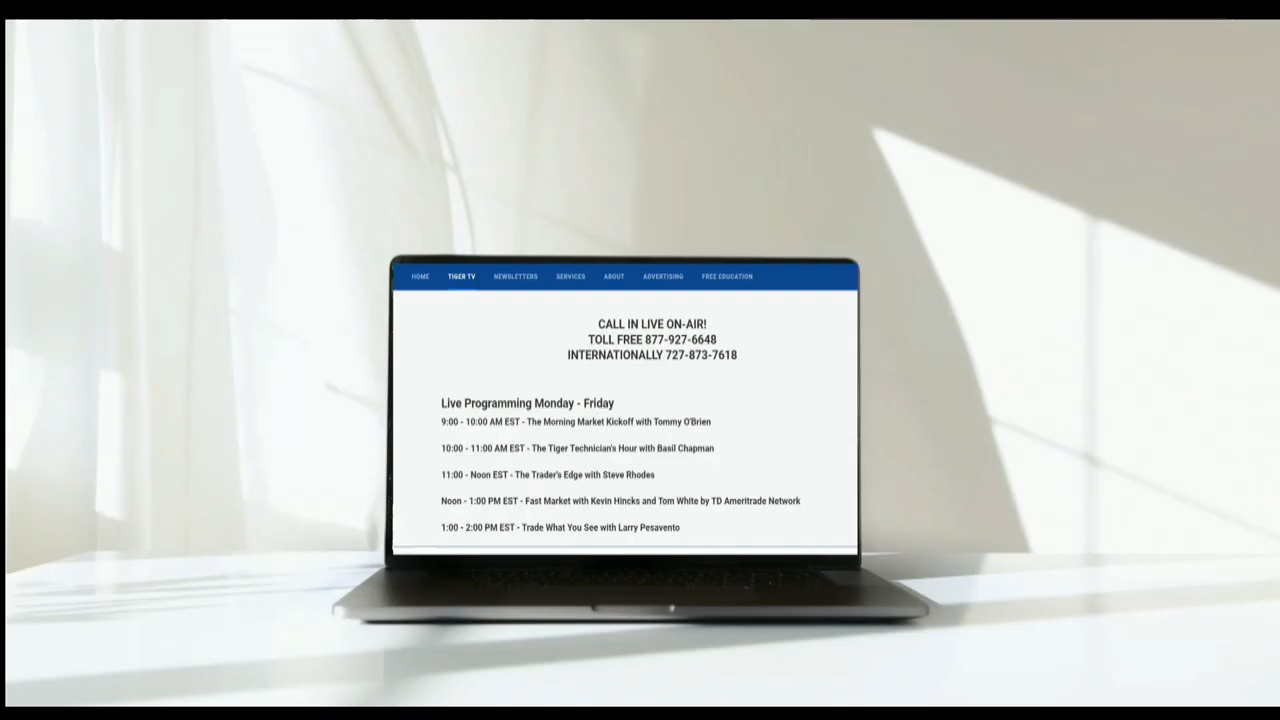 HOME TIGER TV NEWSLETTERS SERVICES ABOUT ADVERTISING FREE EDUCATION
CALL IN LIVE ON-AIR!
TOLL FREE 877-927-6648
INTERNATIONALLY 727-873-7618
Live Programming Monday - Friday
9:00 - 10:00 AM EST - The Morning Market Kickoff with Tommy O'Brien
10:00 - 11:00 AM EST - The Tiger Technician's Hour with Basil Chapman
11:00 - Noon EST - The Trader's Edge with Steve Rhodes
Noon - 1:00 PM EST - Fast Market with Kevin Hincks and Tom White by TD Ameritrade Network
1:00 - 2:00 PM EST - Trade What You See with Larry Pesavento